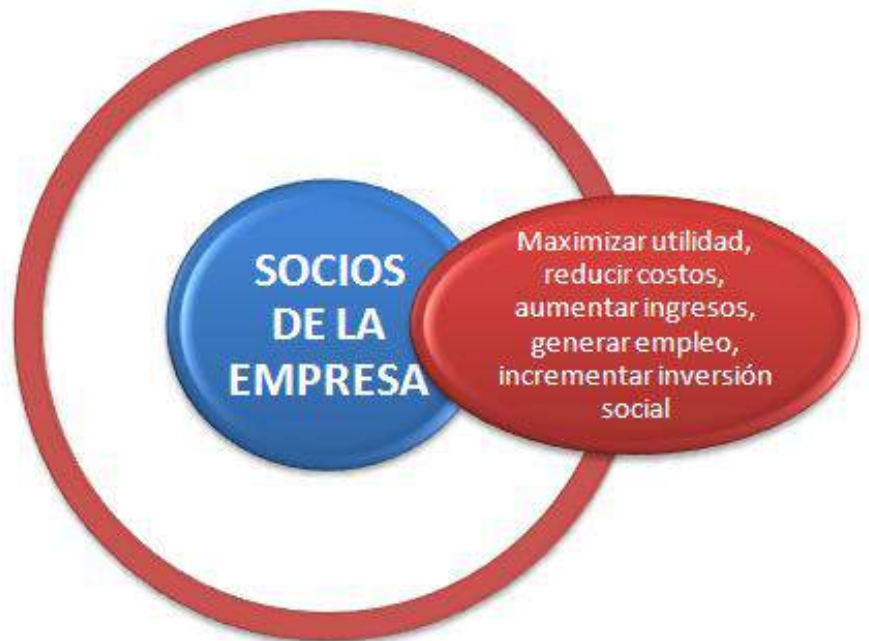 SOCIOS
DE LA
EMPRESA
Maximizar utilidad,
reducir costos,
aumentar ingresos,
generar empleo,
incrementar inversión
social